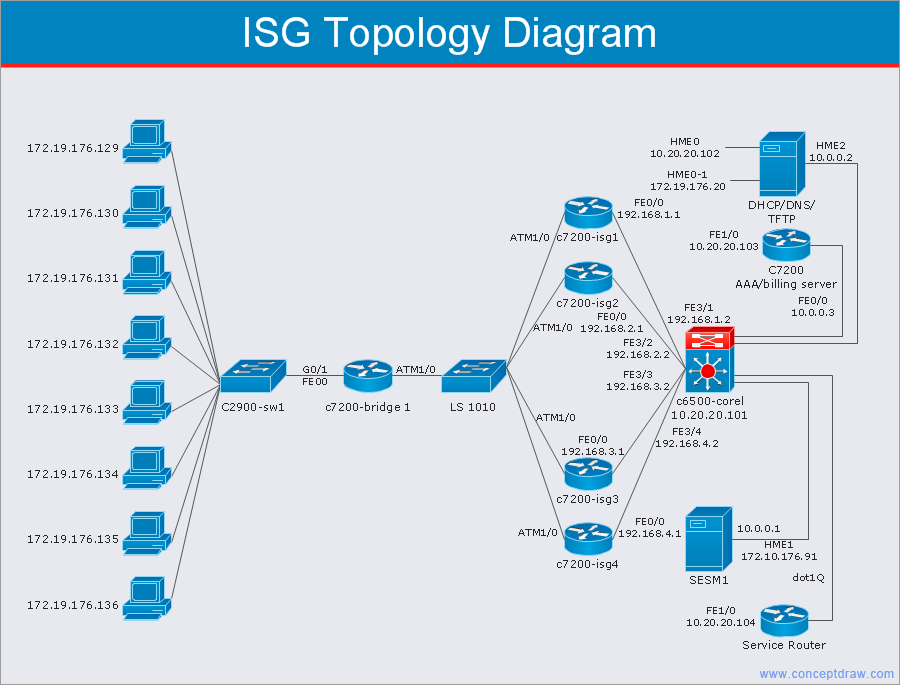 ISG Topology Diagram
172.19.176.129
172.19.176.130
172.19.176.131
172.19.176.132
172.19.176.133
172.19.176.134
172.19.176.135
172.19.176.136
C2900-sw1
G0/1
FE00
c7200-bridge 1
ATM1/0
LS 1010
ATM1/0
c7200-isg1
FE0/0
192.168.1.1
c7200-isg2
ATM1/0
FE0/0
192.168.2.1
ATM1/0
FE0/0
192.168.3.1
c7200-isg3
ATM1/0
c7200-isg4
FE0/0
192.168.4.1
HME0
10.20.20.102
HME0-1
172.19.176.20
HME2
10.0.0.2
DHCP/DNS/
TFTP
FE1/0
10.20.20.103
C7200
AAA/billing server
FE0/0
10.0.0.3
FE3/1
192.168.1.2
FE3/2
192.168.2.2
FE3/3
192.168.3.2
c6500-corel
10.20.20.101
FE3/4
192.168.4.2
10.0.0.1
HME1
172.10.176.91
SESM1
dot1Q
FE1/0
10.20.20.104
Service Router
www.conceptdraw.com